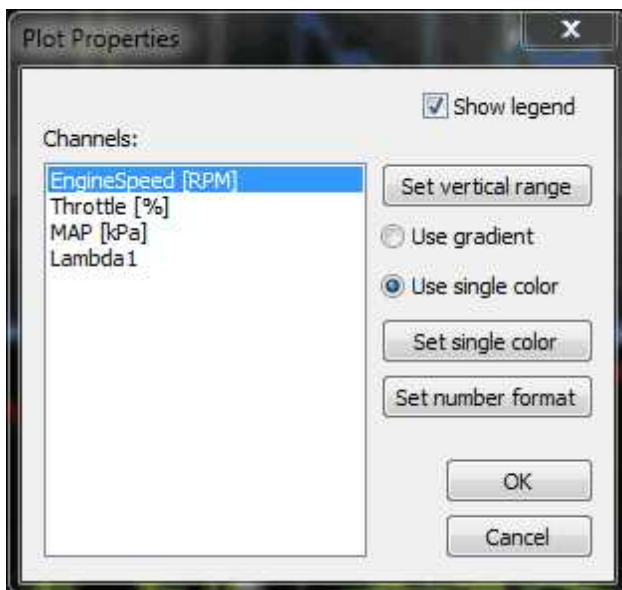 Plot Properties
Show legend
Channels:
EngineSpeed [RPM]
Throttle [%]
MAP [kPa]
Lambda1
Set vertical range
Use gradient
Use single color
Set single color
Set number format
OK
Cancel